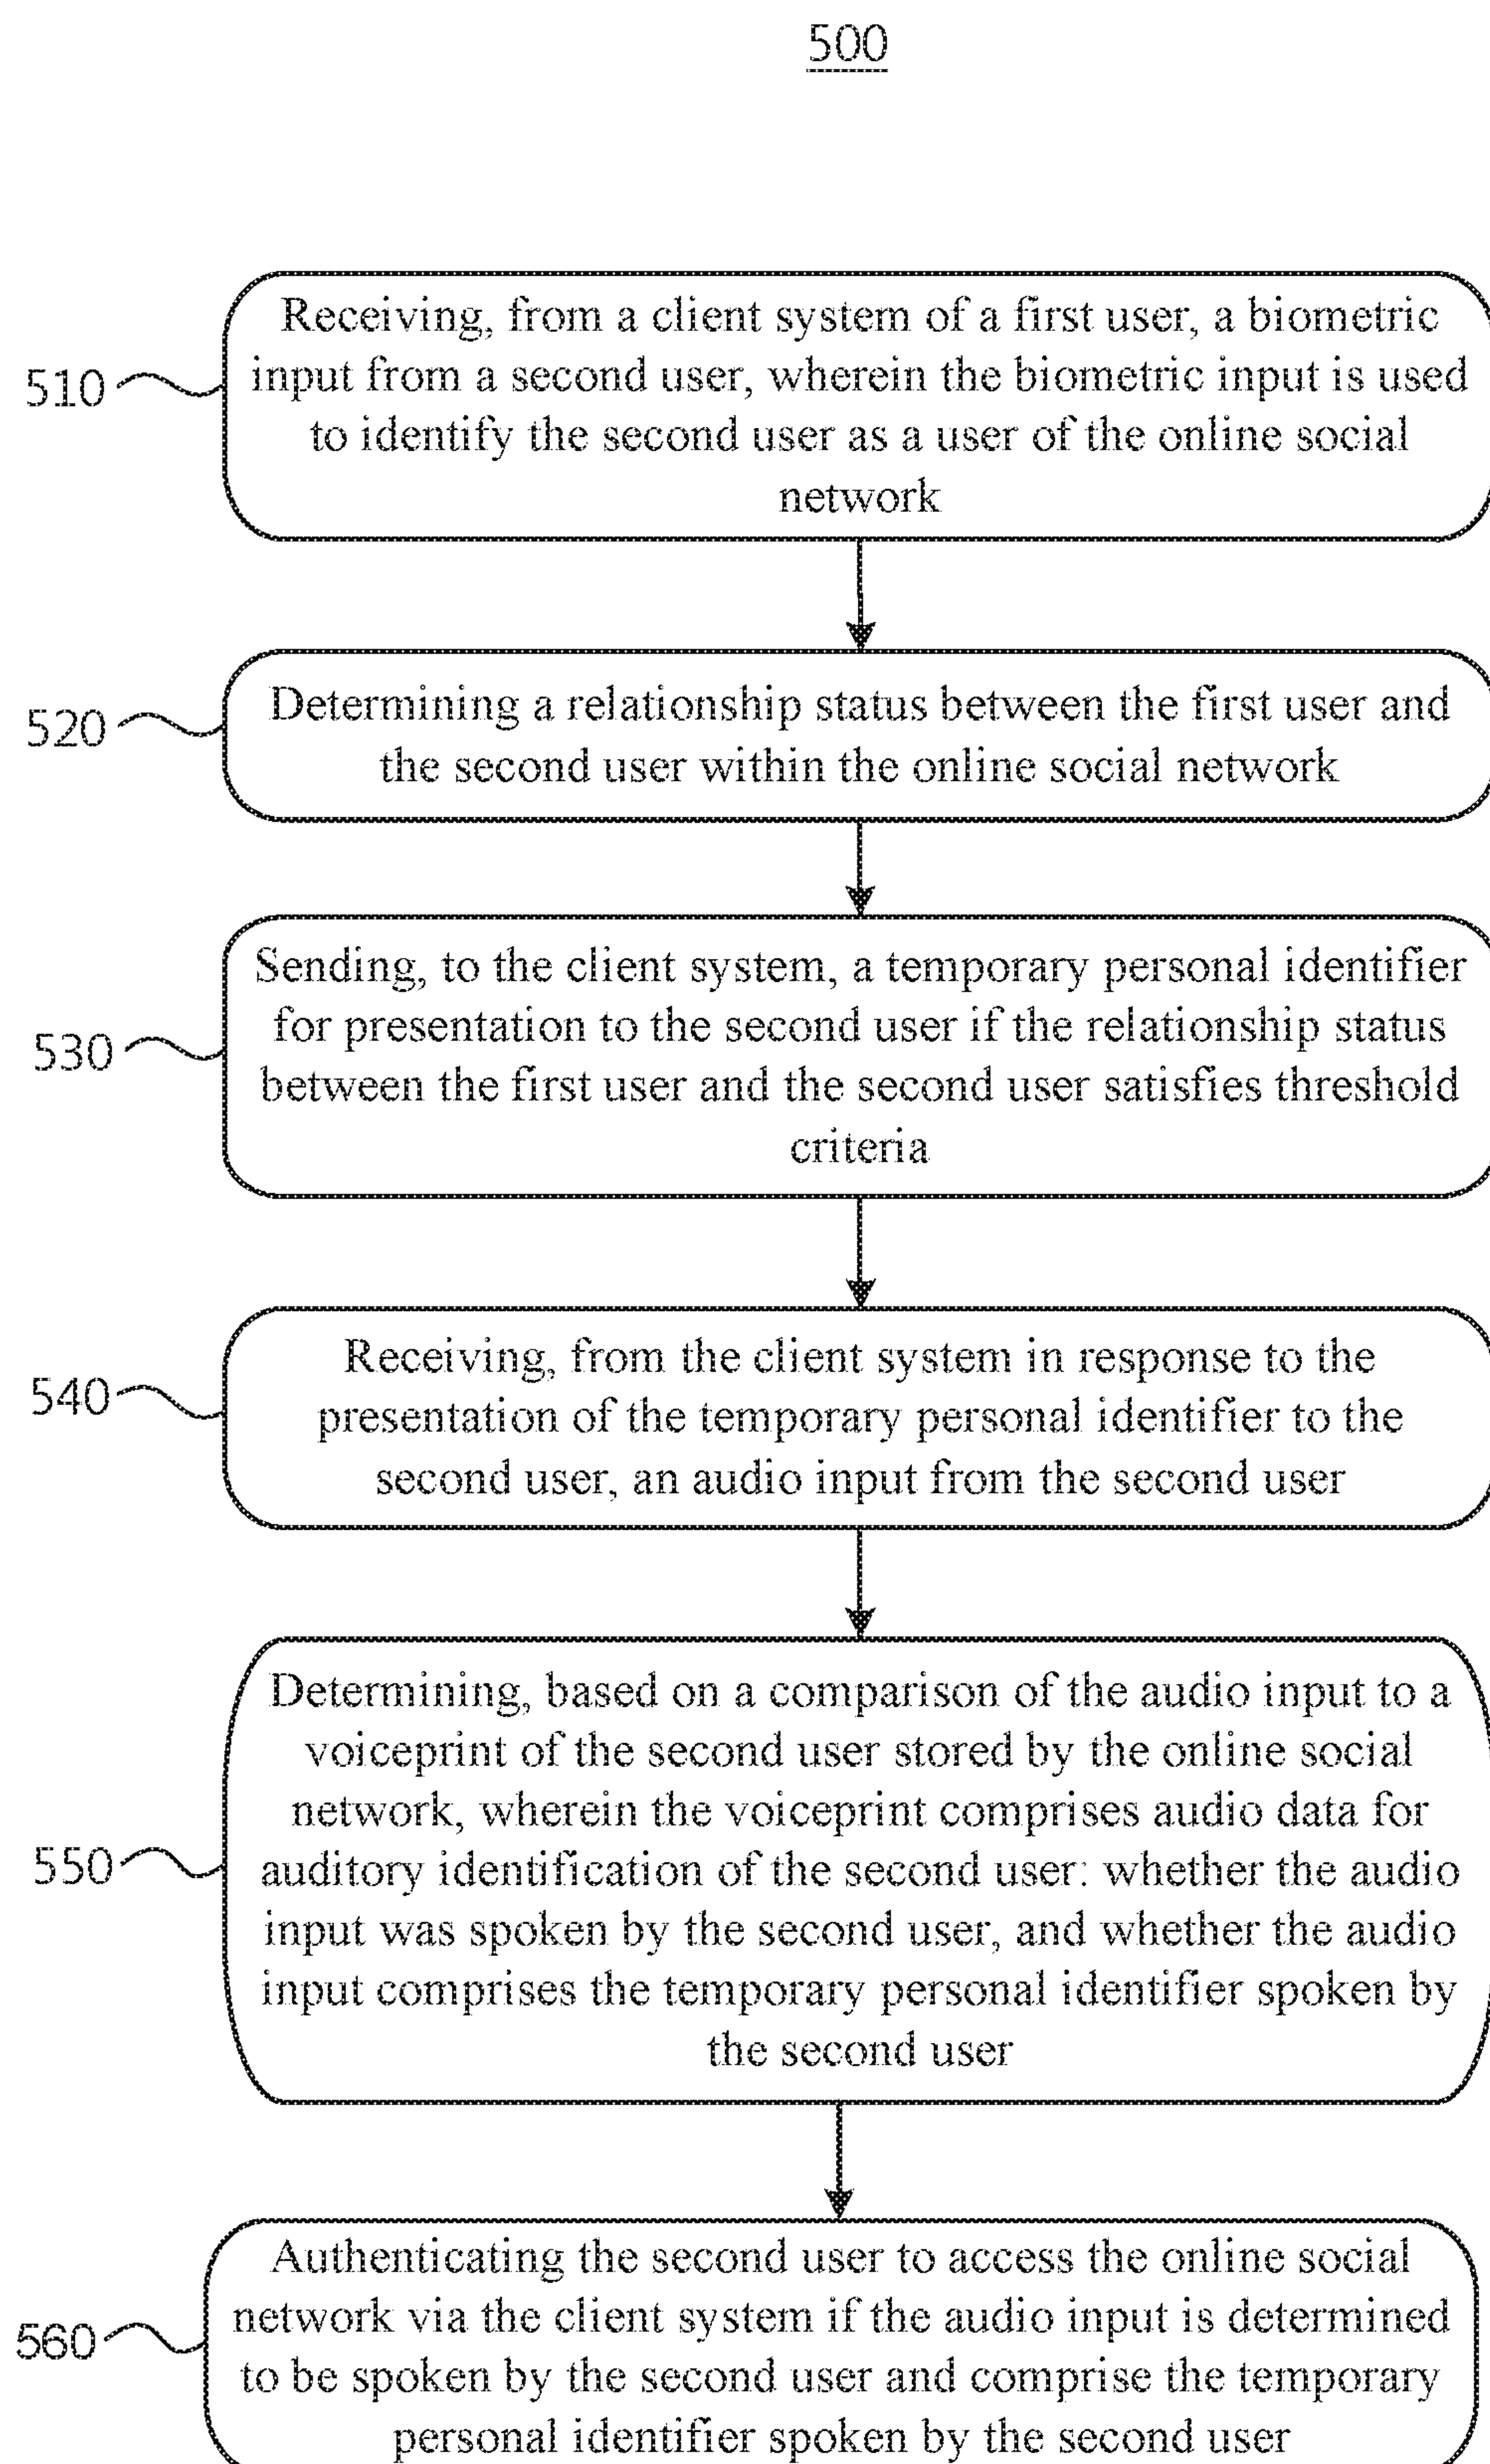 500
510
Receiving, from a client system of a first user, a biometric
input from a second user, wherein the biometric input is used
to identify the second user as a user of the online social
network
520
Determining a relationship status between the first user and
the second user within the online social network
530
Sending, to the client system, a temporary personal identifier
for presentation to the second user if the relationship status
between the first user and the second user satisfies threshold
criteria
540
Receiving, from the client system in response to the
presentation of the temporary personal identifier to the
second user, an audio input from the second user
550
Determining, based on a comparison of the audio input to a
voiceprint of the second user stored by the online social
network, wherein the voiceprint comprises audio data for
auditory identification of the second user: whether the audio
input was spoken by the second user, and whether the audio
input comprises the temporary personal identifier spoken by
the second user
560
Authenticating the second user to access the online social
network via the client system if the audio input is determined
to be spoken by the second user and comprise the temporary
personal identifier spoken by the second user